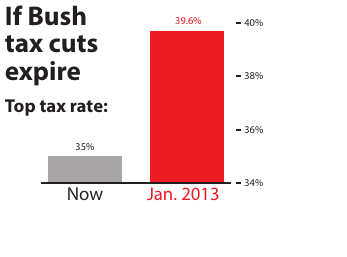 If Bush
tax cuts
expire
Top tax rate:
39.6%
35%
40%
38%
36%
34%
Now
Jan. 2013